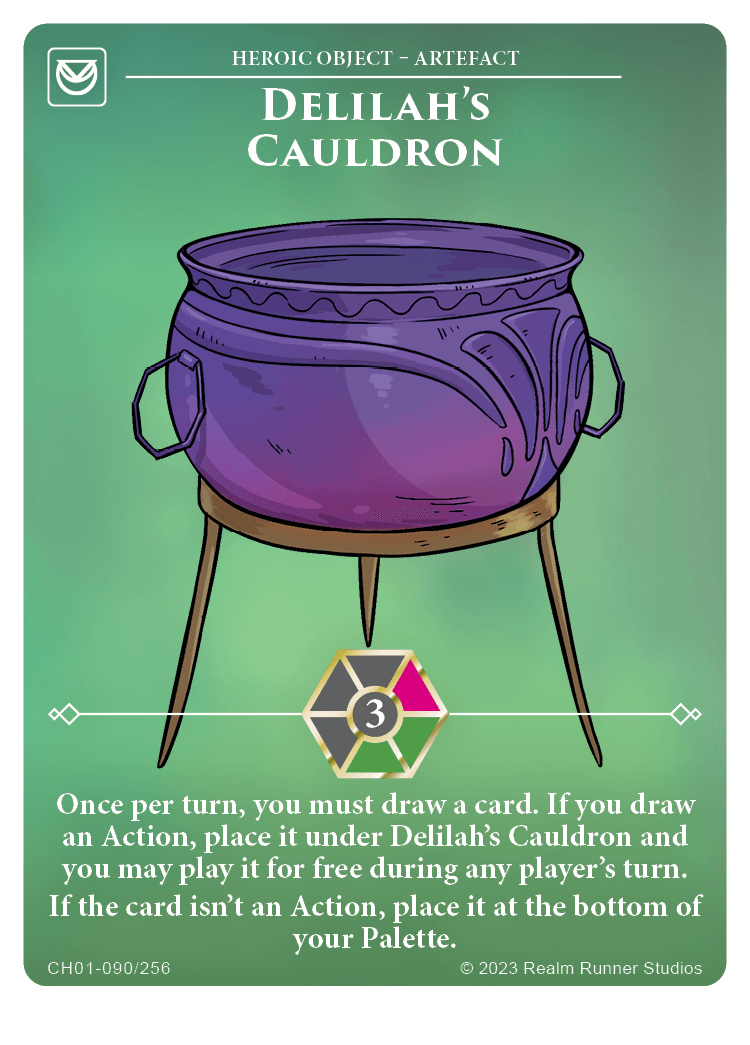 HEROIC OBJECT – ARTEFACT
DELILAH'S
CAULDRON
3
Once per turn, you must draw a card. If you draw
an Action, place it under Delilah's Cauldron and
you may play it for free during any player's turn.
If the card isn't an Action, place it at the bottom of
your Palette.
CH01-090/256
© 2023 Realm Runner Studios